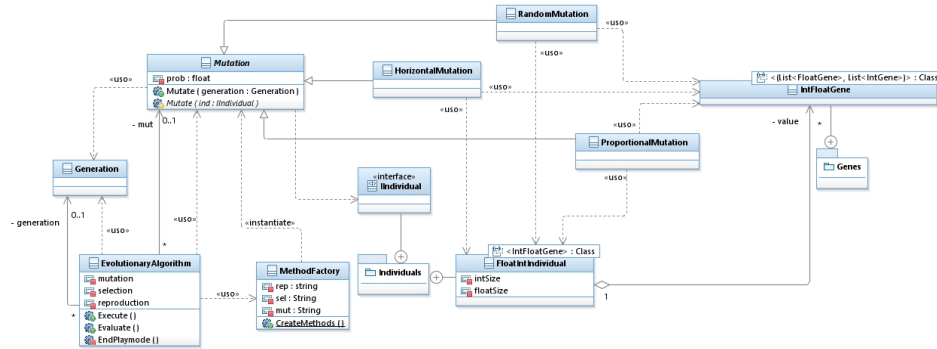 RandomMutation
«uso»
«uso»
«uso»
Mutation
prob : float
Mutate ( generation : Generation )
Mutate ( ind : IIndividual )
HorizontalMutation
«uso»
«uso»
<(List<FloatGene>, List<IntGene>)> : Class
IntFloatGene
- mut
0..1
«uso»
- value
*
ProportionalMutation
«uso»
Generation
«interface»
IIndividual
Genes
- generation
0..1
«uso»
«uso»
«instantiate»
*
<IntFloatGene> : Class
EvolutionaryAlgorithm
mutation
selection
reproduction
Execute ( )
Evaluate ( )
EndPlaymode ( )
*
«uso»
MethodFactory
rep : string
sel : String
mut : String
CreateMethods ( )
Individuals
FloatIntIndividual
intSize
floatSize
1